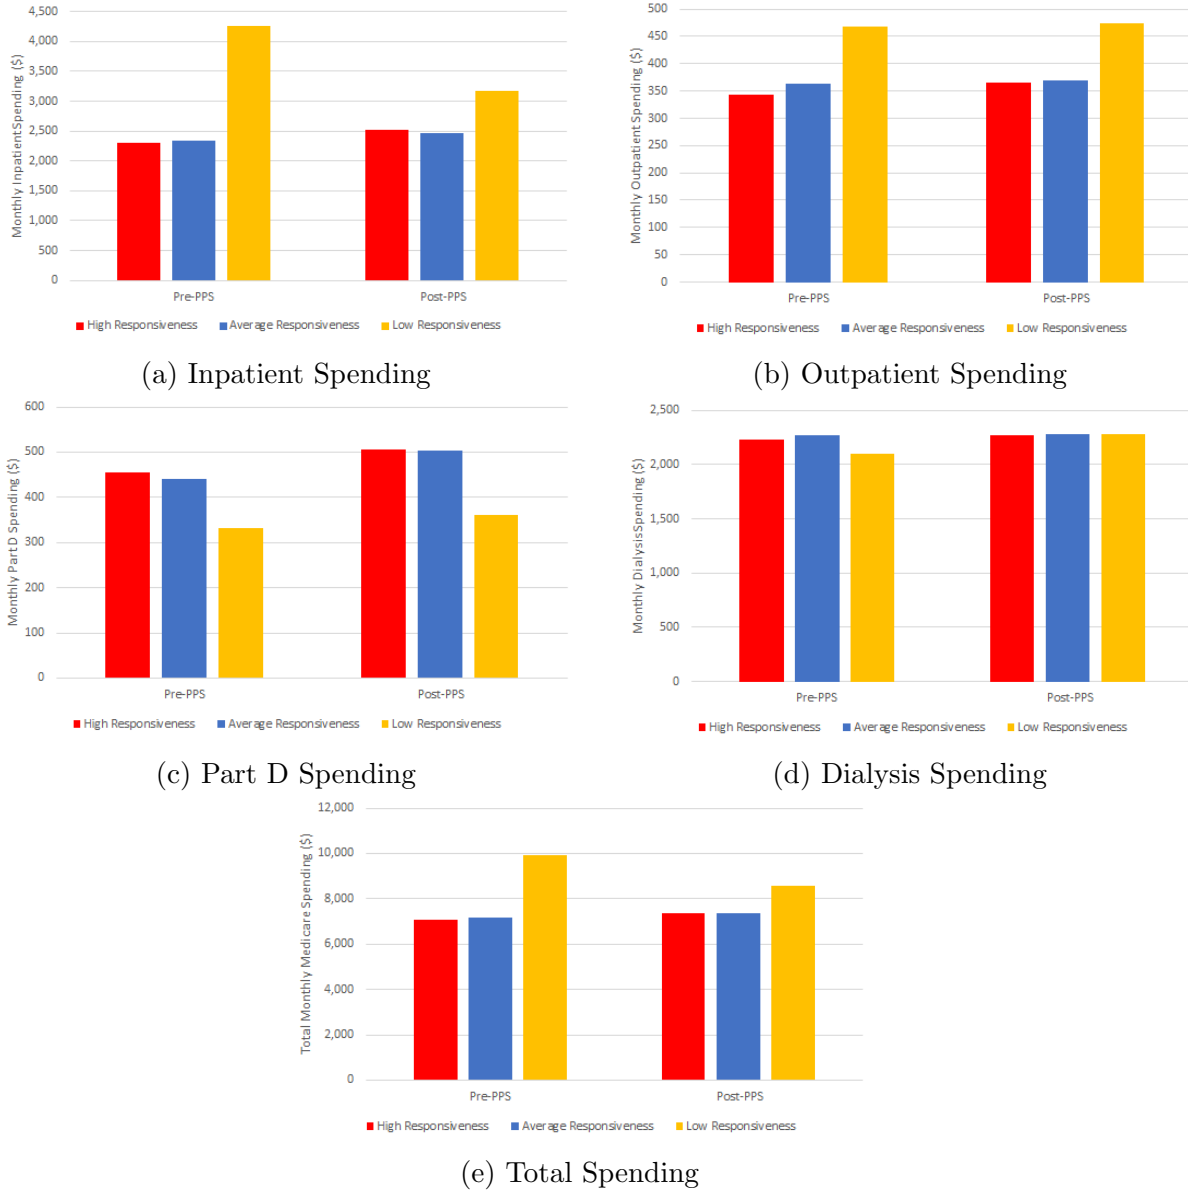 4,500
4,000
3,500
3,000
2,500
2,000
1,500
1,000
500
0
Monthly Inpatient Spending ($)
Pre-PPS Post-PPS
High Responsiveness Average Responsiveness Low Responsiveness
(a) Inpatient Spending
500
450
400
350
300
250
200
150
100
50
0
Monthly Outpatient Spending ($)
Pre-PPS Post-PPS
High Responsiveness Average Responsiveness Low Responsiveness
(b) Outpatient Spending
600
500
400
300
200
100
0
Monthly Part D Spending ($)
Pre-PPS Post-PPS
High Responsiveness Average Responsiveness Low Responsiveness
(c) Part D Spending
2,500
2,000
1,500
1,000
500
0
Monthly Dialysis Spending ($)
Pre-PPS Post-PPS
High Responsiveness Average Responsiveness Low Responsiveness
(d) Dialysis Spending
12,000
10,000
8,000
6,000
4,000
2,000
0
Total Monthly Medicare Spending ($)
Pre-PPS Post-PPS
High Responsiveness Average Responsiveness Low Responsiveness
(e) Total Spending